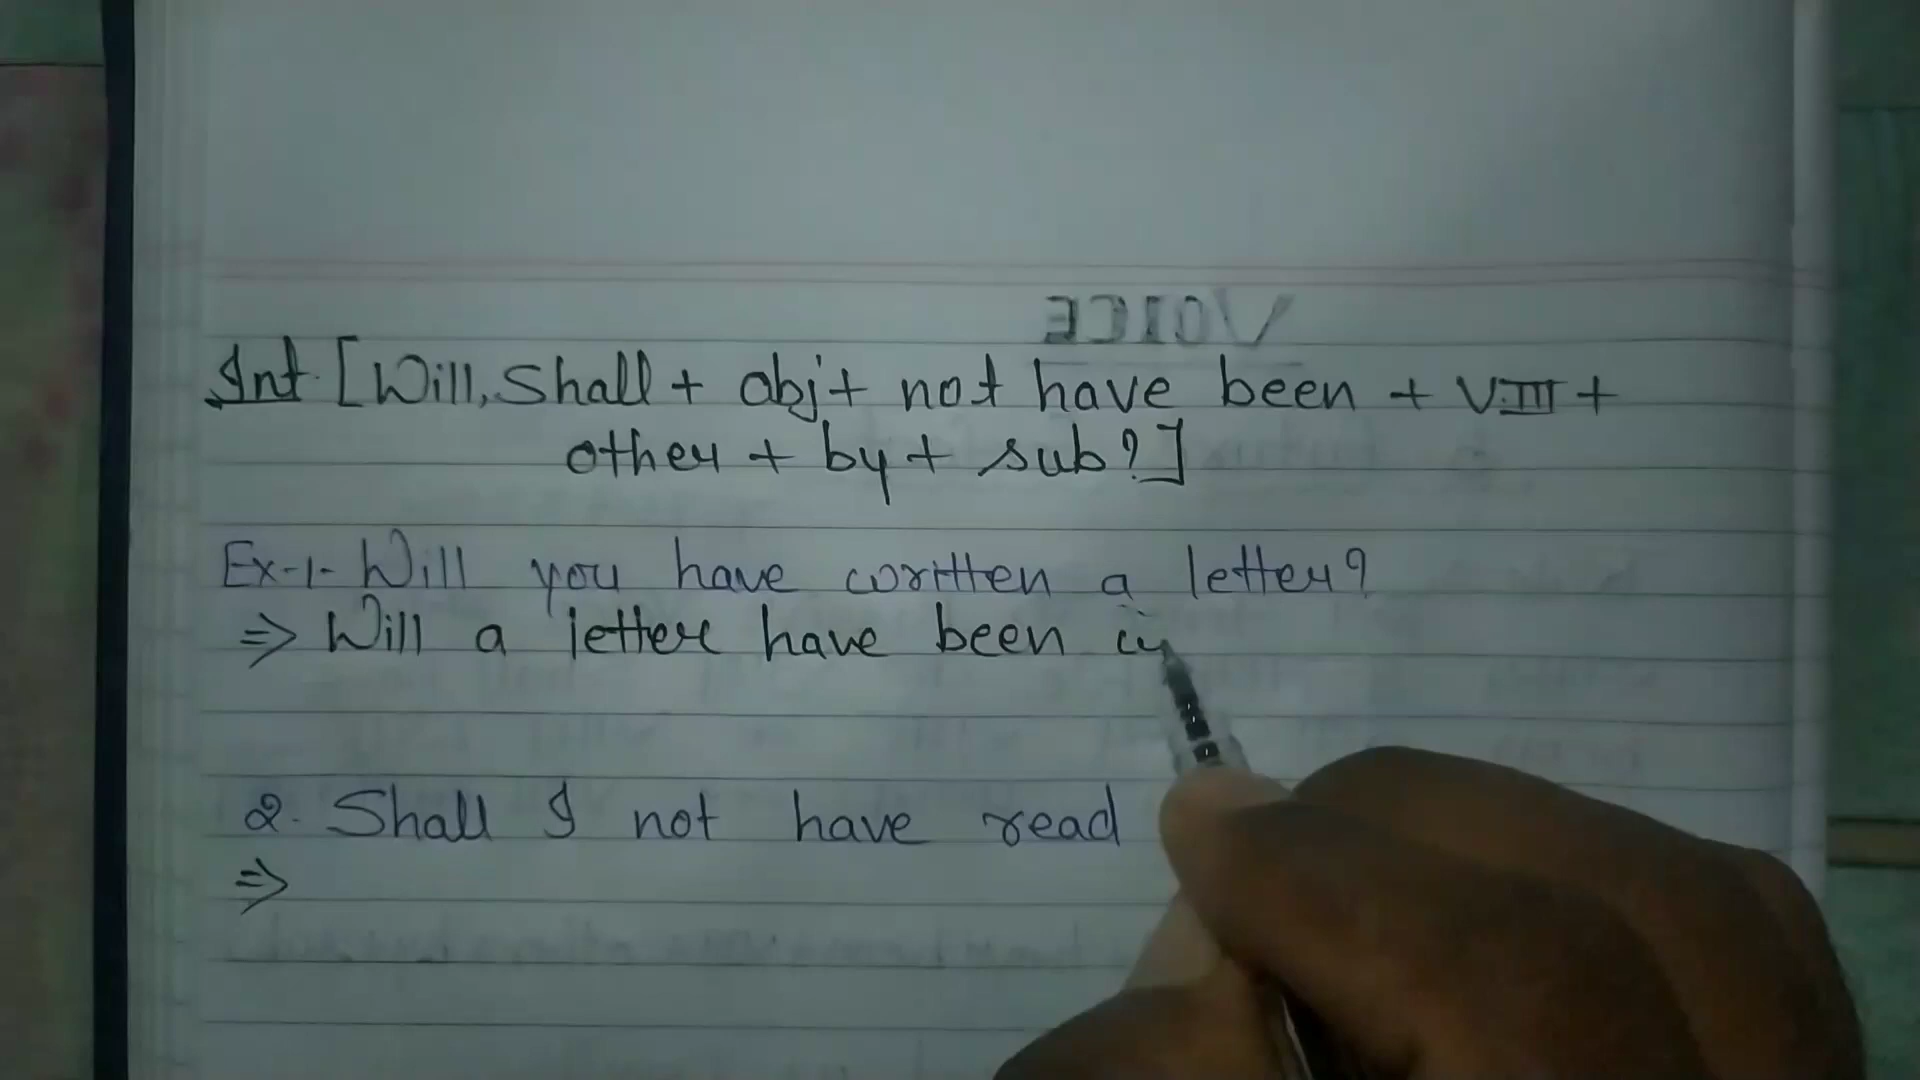 VOICE
Int [Will, Shall + obj + not have been + V.III +
other + by + sub?]
Ex-1- Will you have written a letter?
⇒ Will a letter have been
2. Shall I not have read
⇒